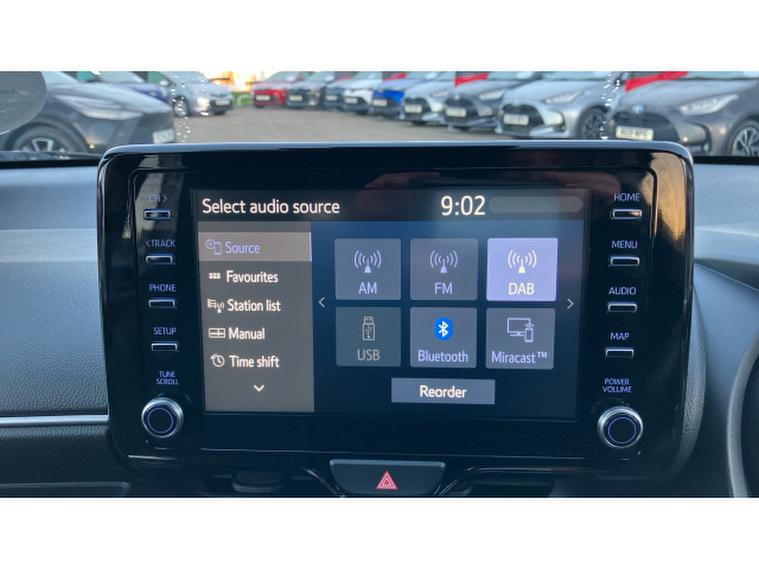 CH >
< TRACK
PHONE
SETUP
TUNE
SCROLL
Select audio source
9:02
Source
Favourites
Station list
Manual
Time shift
AM
FM
DAB
USB
Bluetooth
Miracast™
Reorder
HOME
MENU
AUDIO
MAP
POWER
VOLUME